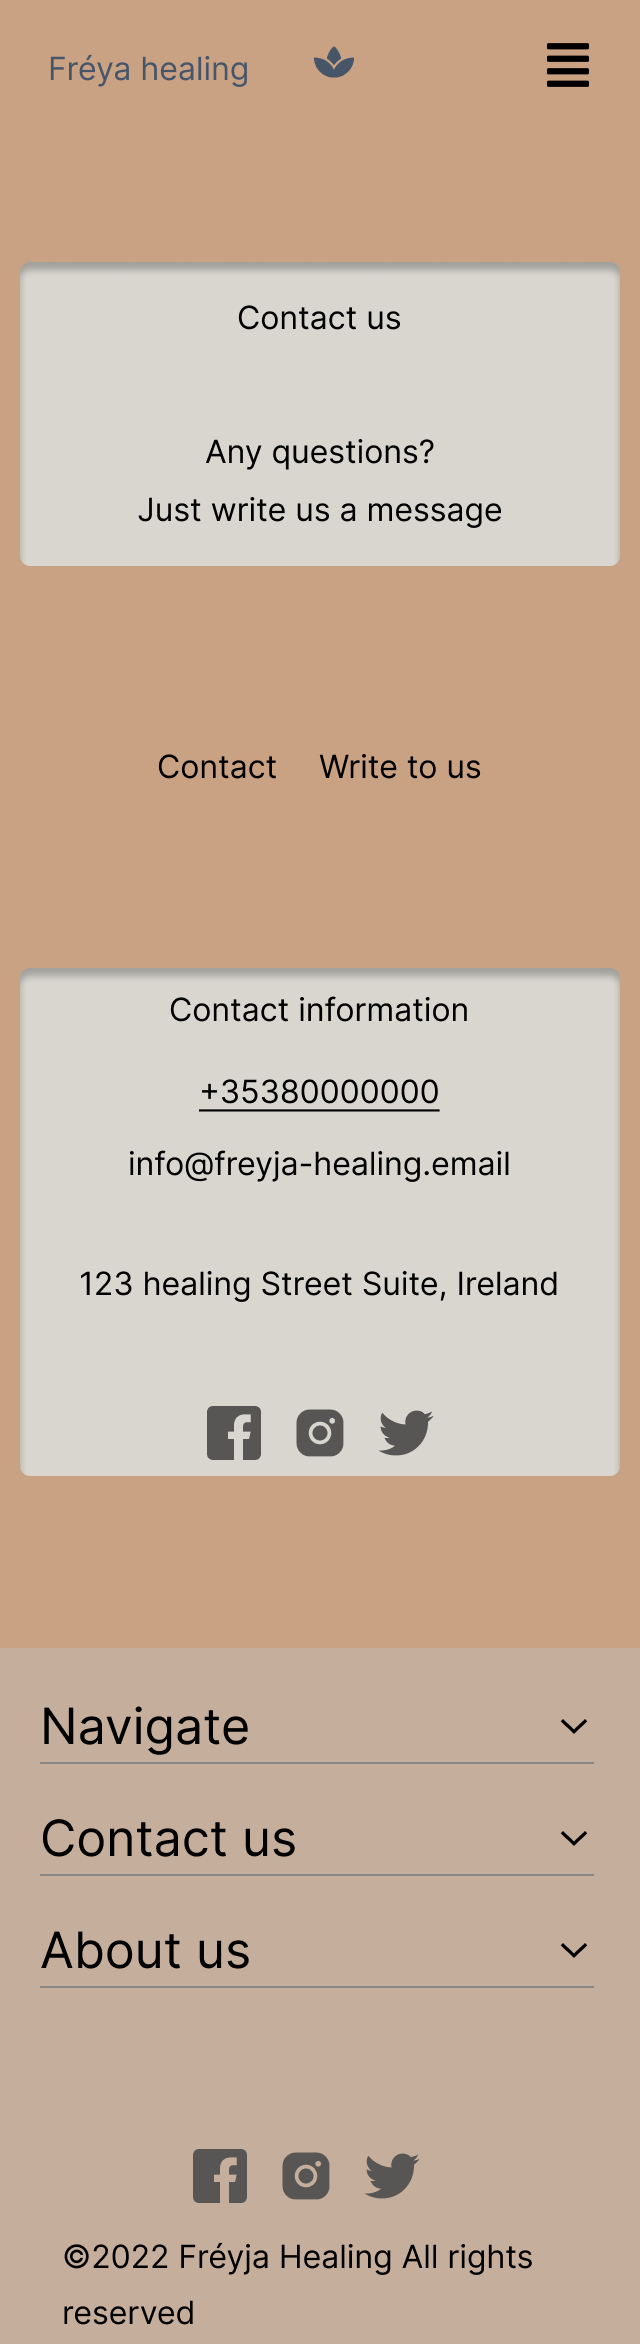 Fréya healing
Contact us
Any questions?
Just write us a message
Contact Write to us
Contact information
+35380000000
info@freyja-healing.email
123 healing Street Suite, Ireland
Navigate
Contact us
About us
©2022 Fréyja Healing All rights
reserved